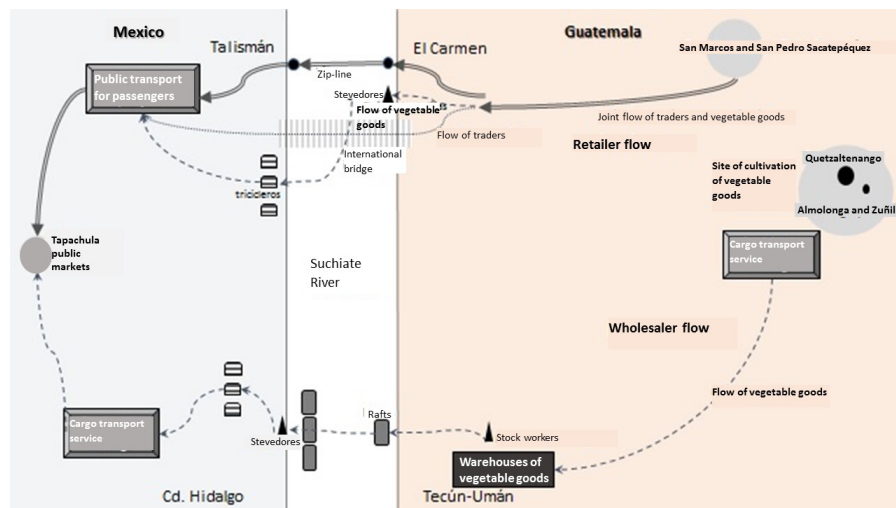 Mexico
Guatemala
Talismán
El Carmen
San Marcos and San Pedro Sacatepéquez
Zip-line
Public transport
for passengers
Stevedores
Flow of vegetable
goods
Joint flow of traders and vegetable goods
Flow of traders
Retailer flow
International
bridge
Quetzaltenango
Site of cultivation
of vegetable
goods
tricicleros
Almolonga and Zuñil
Tapachula
public
markets
Cargo transport
service
Suchiate
River
Wholesaler flow
Flow of vegetable goods
Rafts
Cargo transport
service
Stevedores
Stock workers
Warehouses of
vegetable goods
Cd. Hidalgo
Tecún-Umán